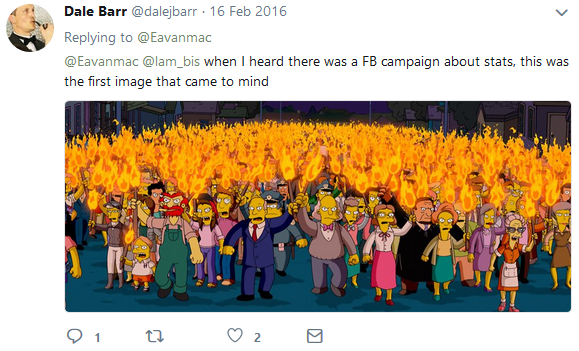 Dale Barr @dalejbarr · 16 Feb 2016
Replying to @Eavanmac
@Eavanmac @lam_bis when I heard there was a FB campaign about stats, this was
the first image that came to mind
1 2